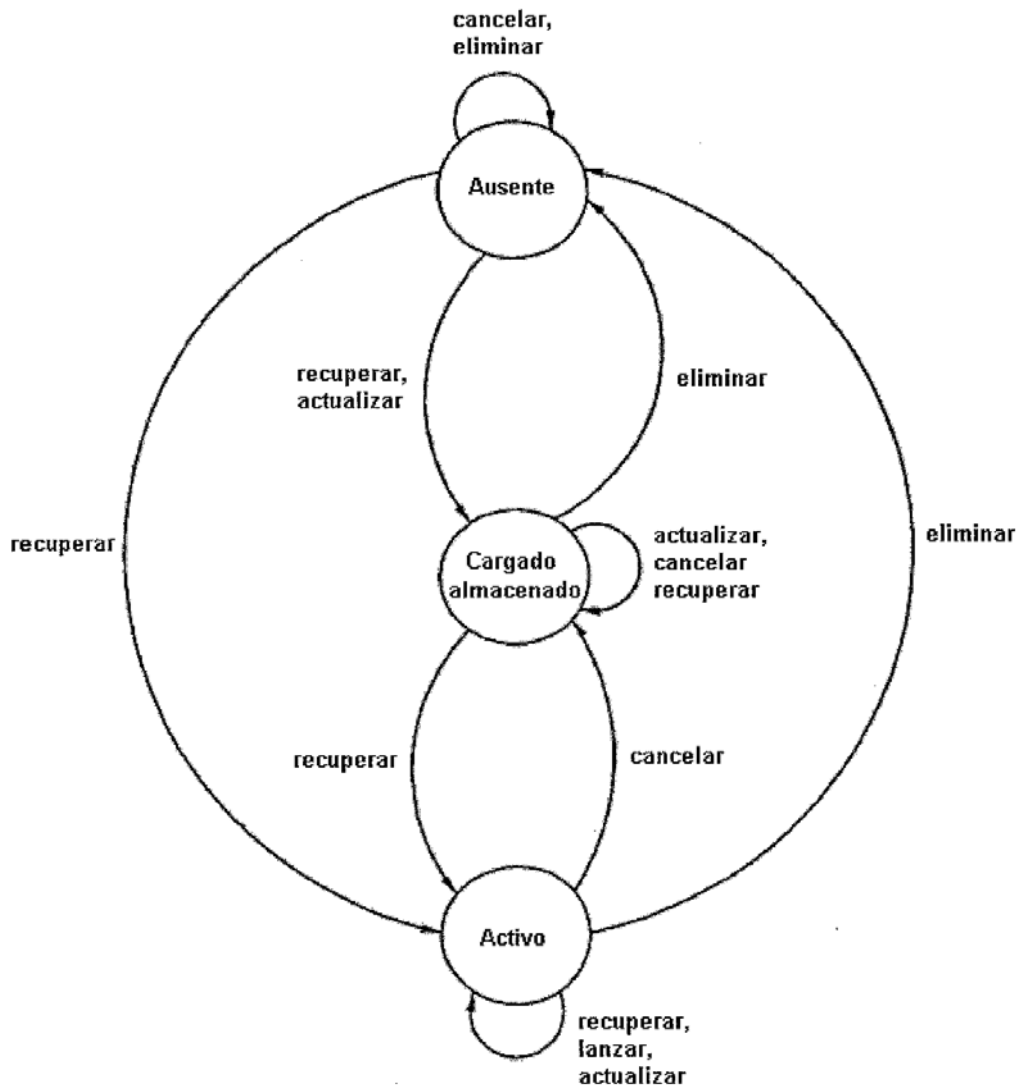 cancelar,
eliminar
Ausente
recuperar,
actualizar
eliminar
recuperar
Cargado
almacenado
actualizar,
cancelar
recuperar
eliminar
recuperar
cancelar
Activo
recuperar,
lanzar,
actualizar